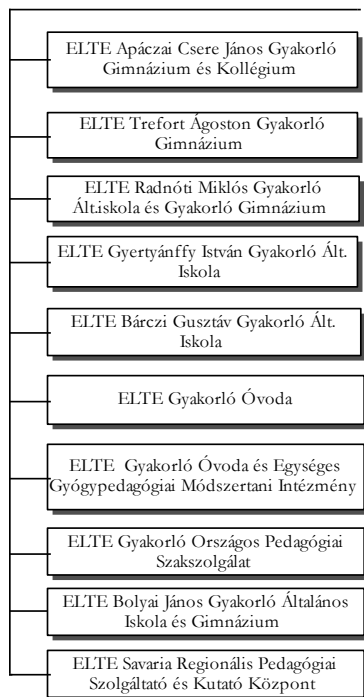 ELTE Apáczai Csere János Gyakorló
Gimnázium és Kollégium
ELTE Trefort Ágoston Gyakorló
Gimnázium
ELTE Radnóti Miklós Gyakorló
Ált.iskola és Gyakorló Gimnázium
ELTE Gyertyánffy István Gyakorló Ált.
Iskola
ELTE Bárczi Gusztáv Gyakorló Ált.
Iskola
ELTE Gyakorló Óvoda
ELTE Gyakorló Óvoda és Egységes
Gyógypedagógiai Módszertani Intézmény
ELTE Gyakorló Országos Pedagógiai
Szakszolgálat
ELTE Bolyai János Gyakorló Általános
Iskola és Gimnázium
ELTE Savaria Regionális Pedagógiai
Szolgáltató és Kutató Központ